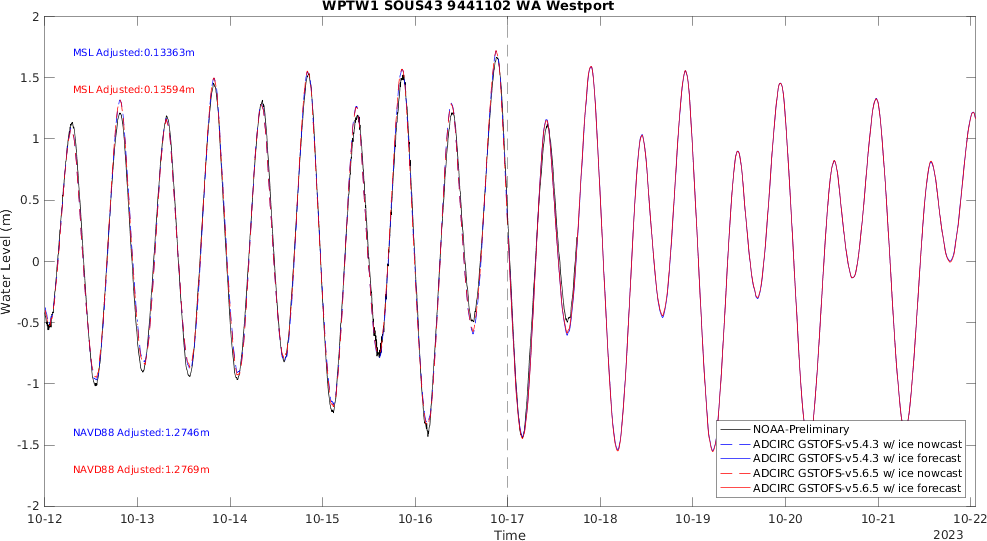 WPTW1 SOUS43 9441102 WA Westport
2
1.5
1
0.5
0
-0.5
-1
-1.5
-2
Water Level (m)
MSL Adjusted:0.13363m
MSL Adjusted:0.13594m
NAVD88 Adjusted:1.2746m
NAVD88 Adjusted:1.2769m
NOAA-Preliminary
ADCIRC GSTOFS-v5.4.3 w/ ice nowcast
ADCIRC GSTOFS-v5.4.3 w/ ice forecast
ADCIRC GSTOFS-v5.6.5 w/ ice nowcast
ADCIRC GSTOFS-v5.6.5 w/ ice forecast
10-12 10-13 10-14 10-15 10-16 10-17 10-18 10-19 10-20 10-21 10-22
Time
2023